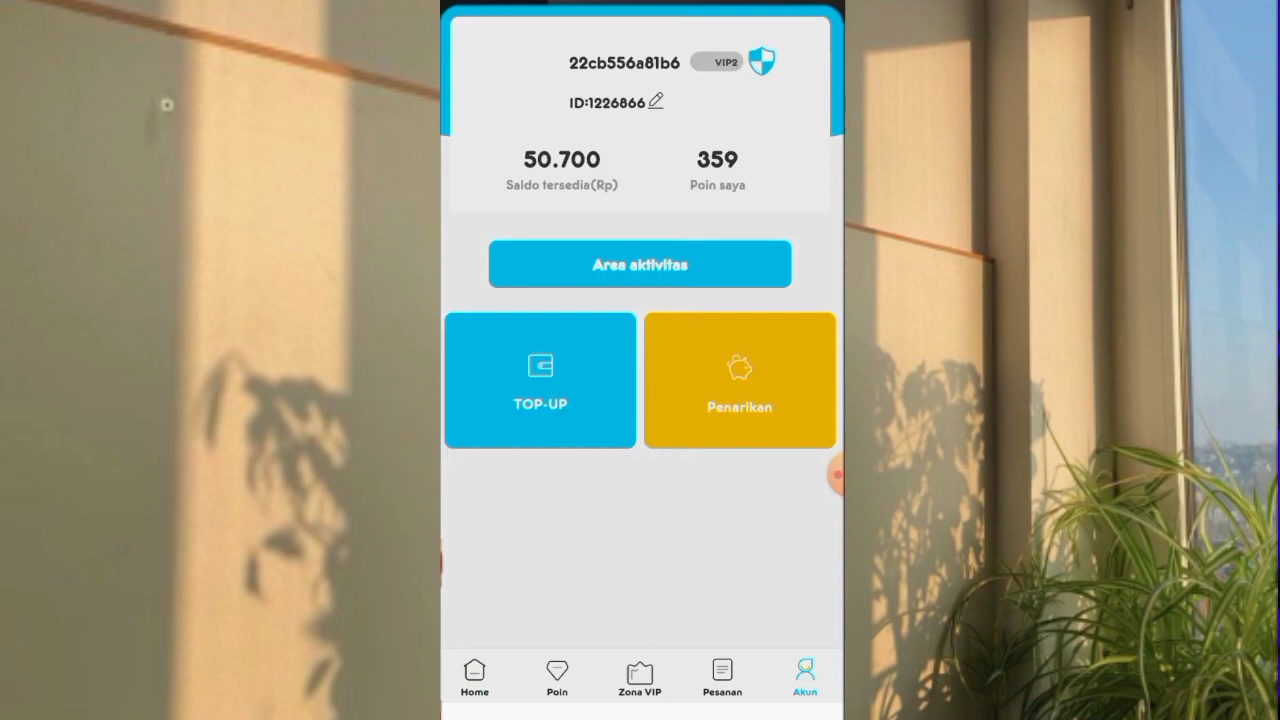 22cb556a81b6 VIP2
ID:1226866
50.700 359
Saldo tersedia(Rp) Poin saya
Area aktivitas
TOP-UP Penarikan
Home Poin Zona VIP Pesanan Akun